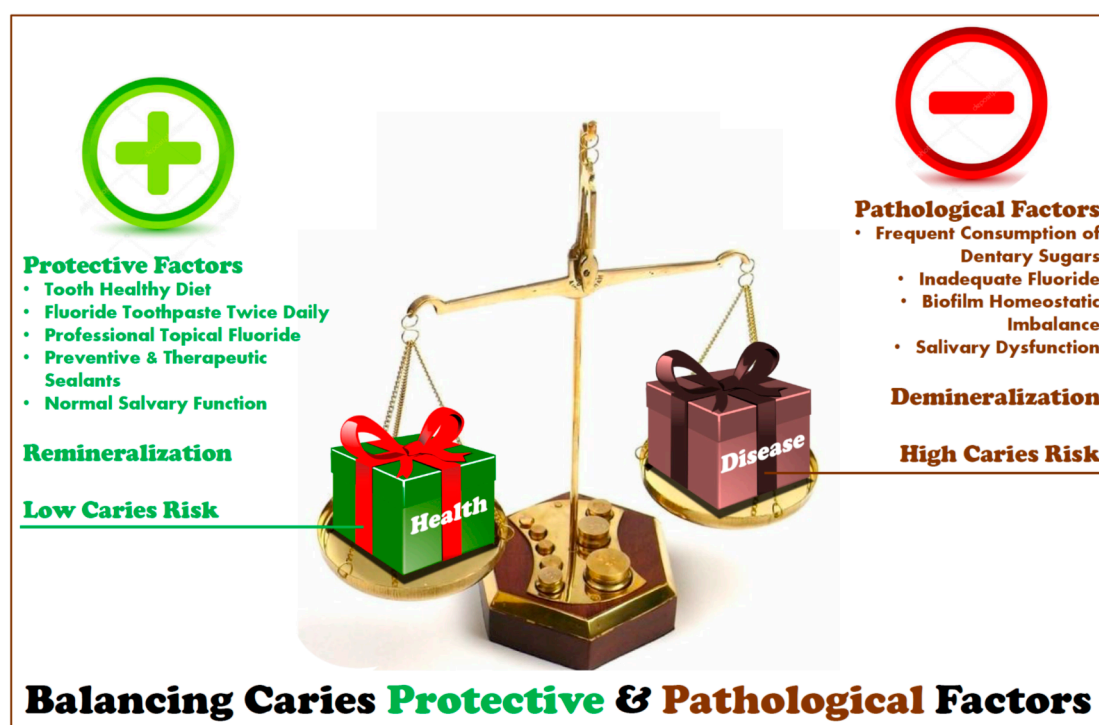 Protective Factors
• Tooth Healthy Diet
• Fluoride Toothpaste Twice Daily
• Professional Topical Fluoride
• Preventive & Therapeutic
Sealants
• Normal Salvary Function
Remineralization
Low Caries Risk
Pathological Factors
• Frequent Consumption of
Dentary Sugars
• Inadequate Fluoride
• Biofilm Homeostatic
Imbalance
• Salivary Dysfunction
Demineralization
High Caries Risk
Health
Disease
Balancing Caries Protective & Pathological Factors